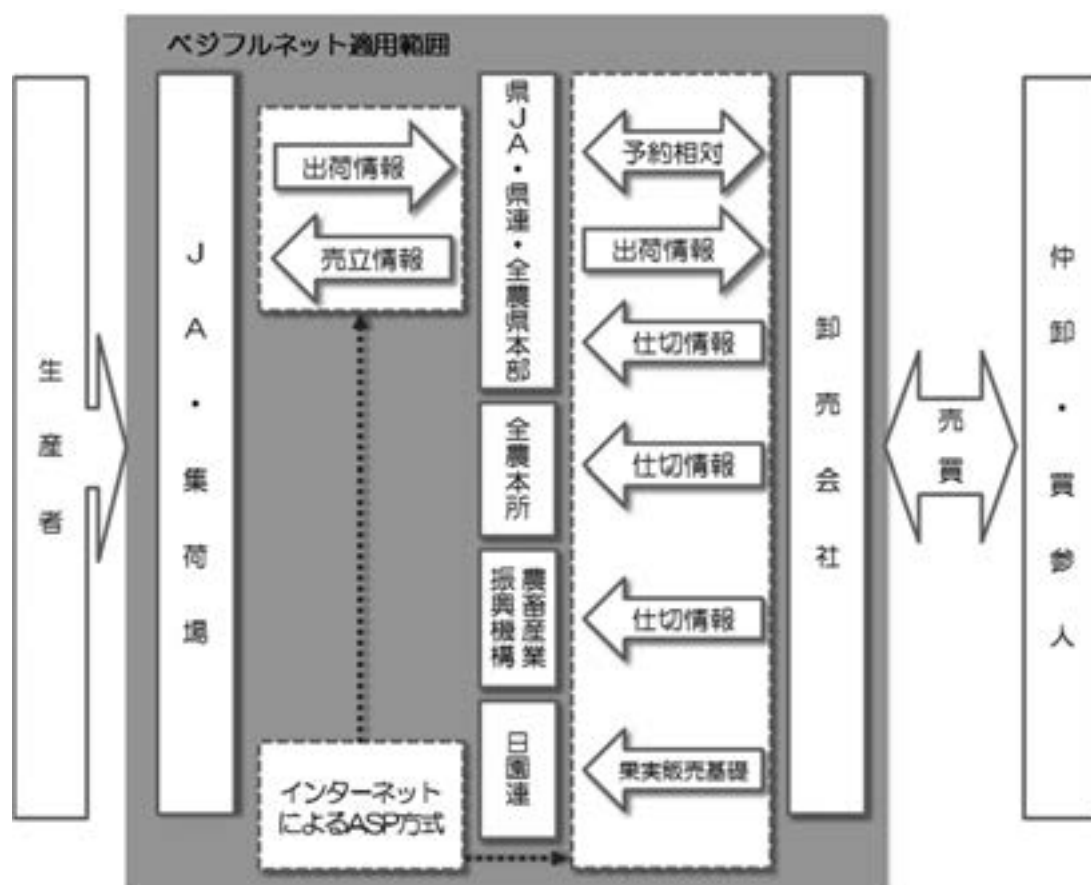 ベジフルネット適用範囲
生産者
JA・集荷場
出荷情報
売立情報
県JA・県連・全農県本部
全農本所
農畜産業
振興機構
日園連
予約相対
出荷情報
仕切情報
仕切情報
仕切情報
果実販売基礎
卸売会社
売買
仲卸・買参人
インターネット
によるASP方式